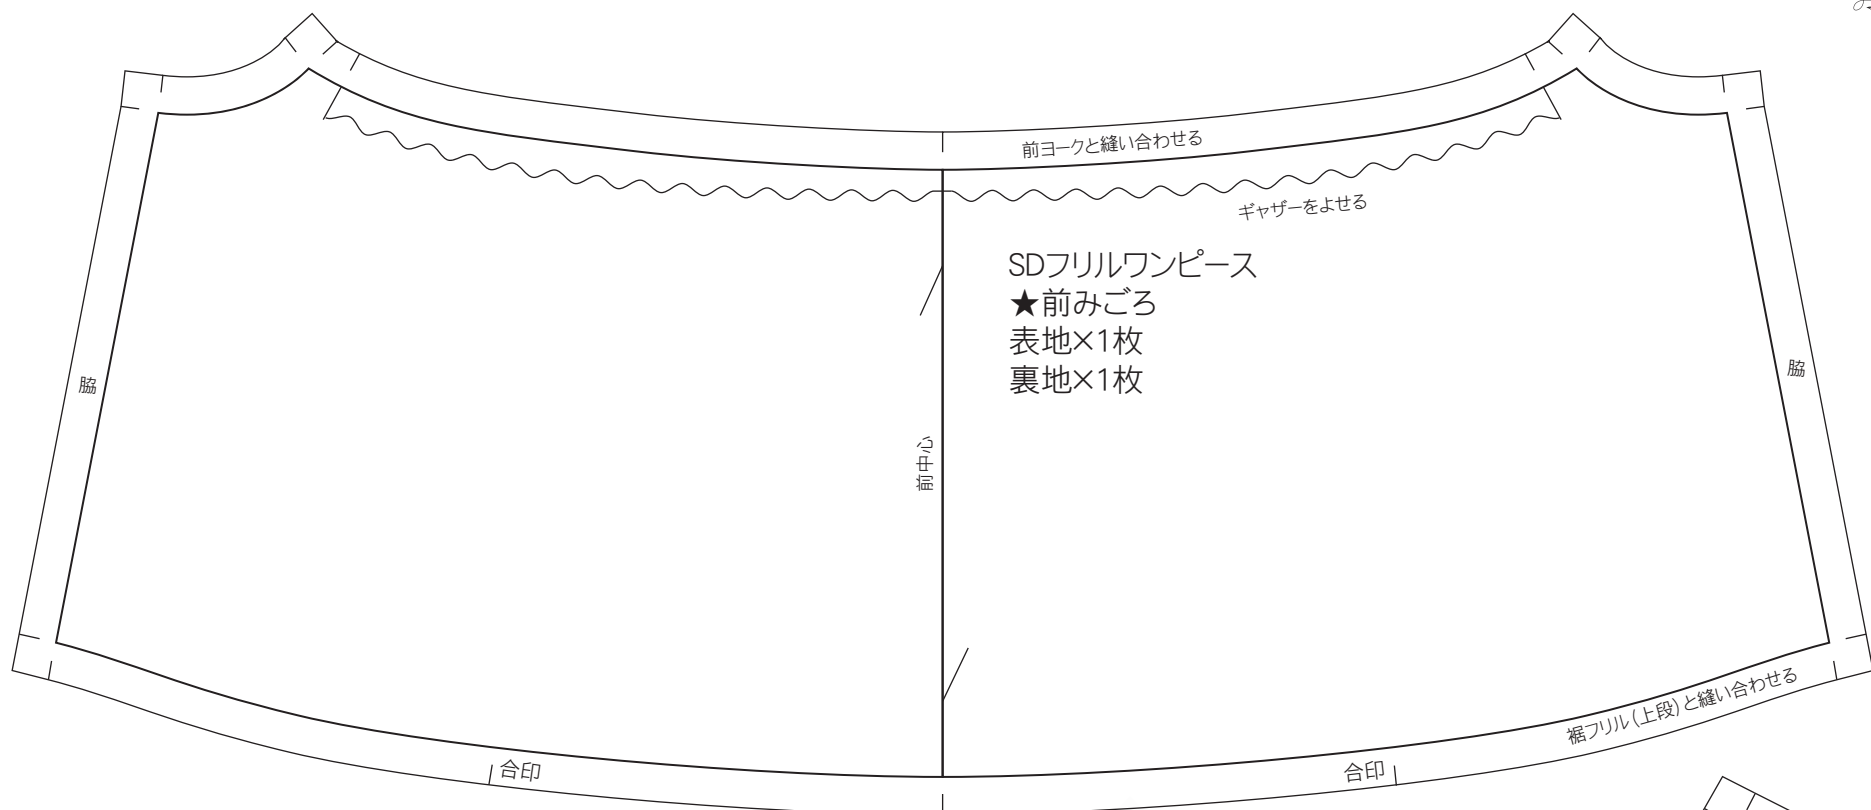 前ヨークと縫い合わせる
ギャザーをよせる
SDフリルワンピース
★前みごろ
表地×1枚
裏地×1枚
脇
脇
前中心
裾フリル(上段)と縫い合わせる
合印
合印